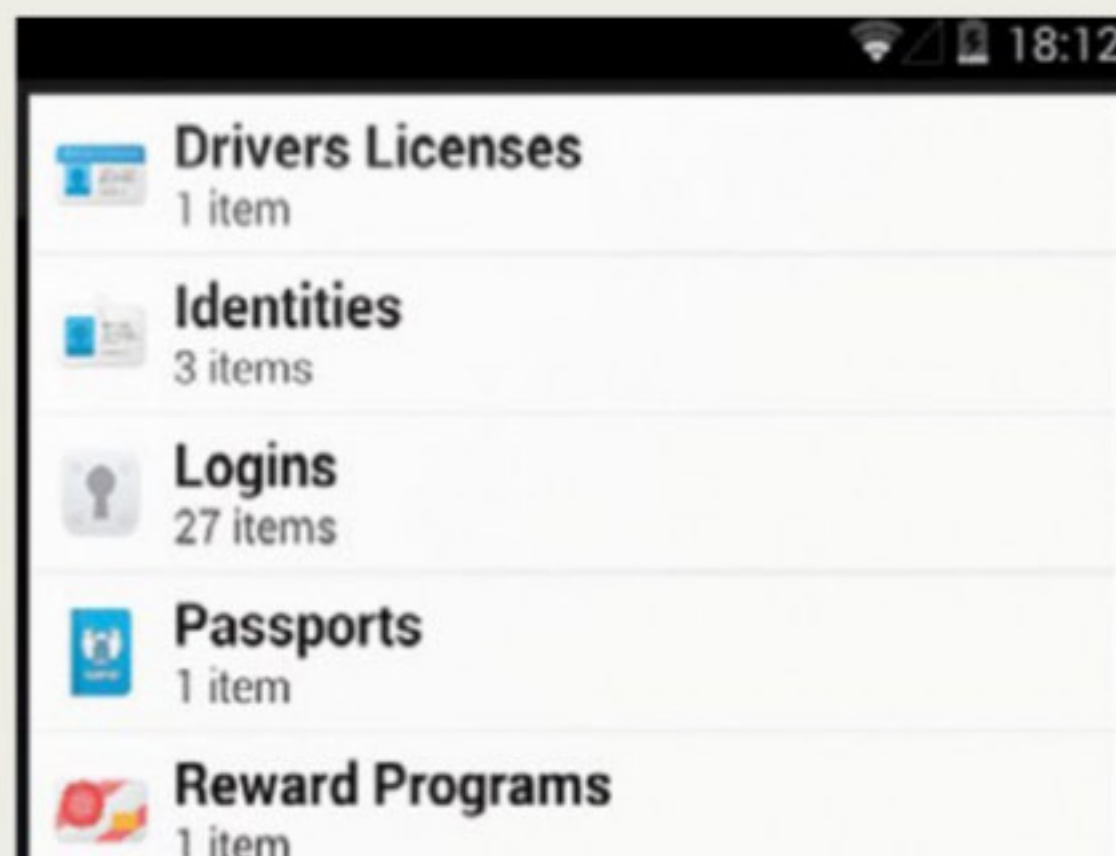 18:12
Drivers Licenses
1 item
Identities
3 items
Logins
27 items
Passports
1 item
Reward Programs
1 item